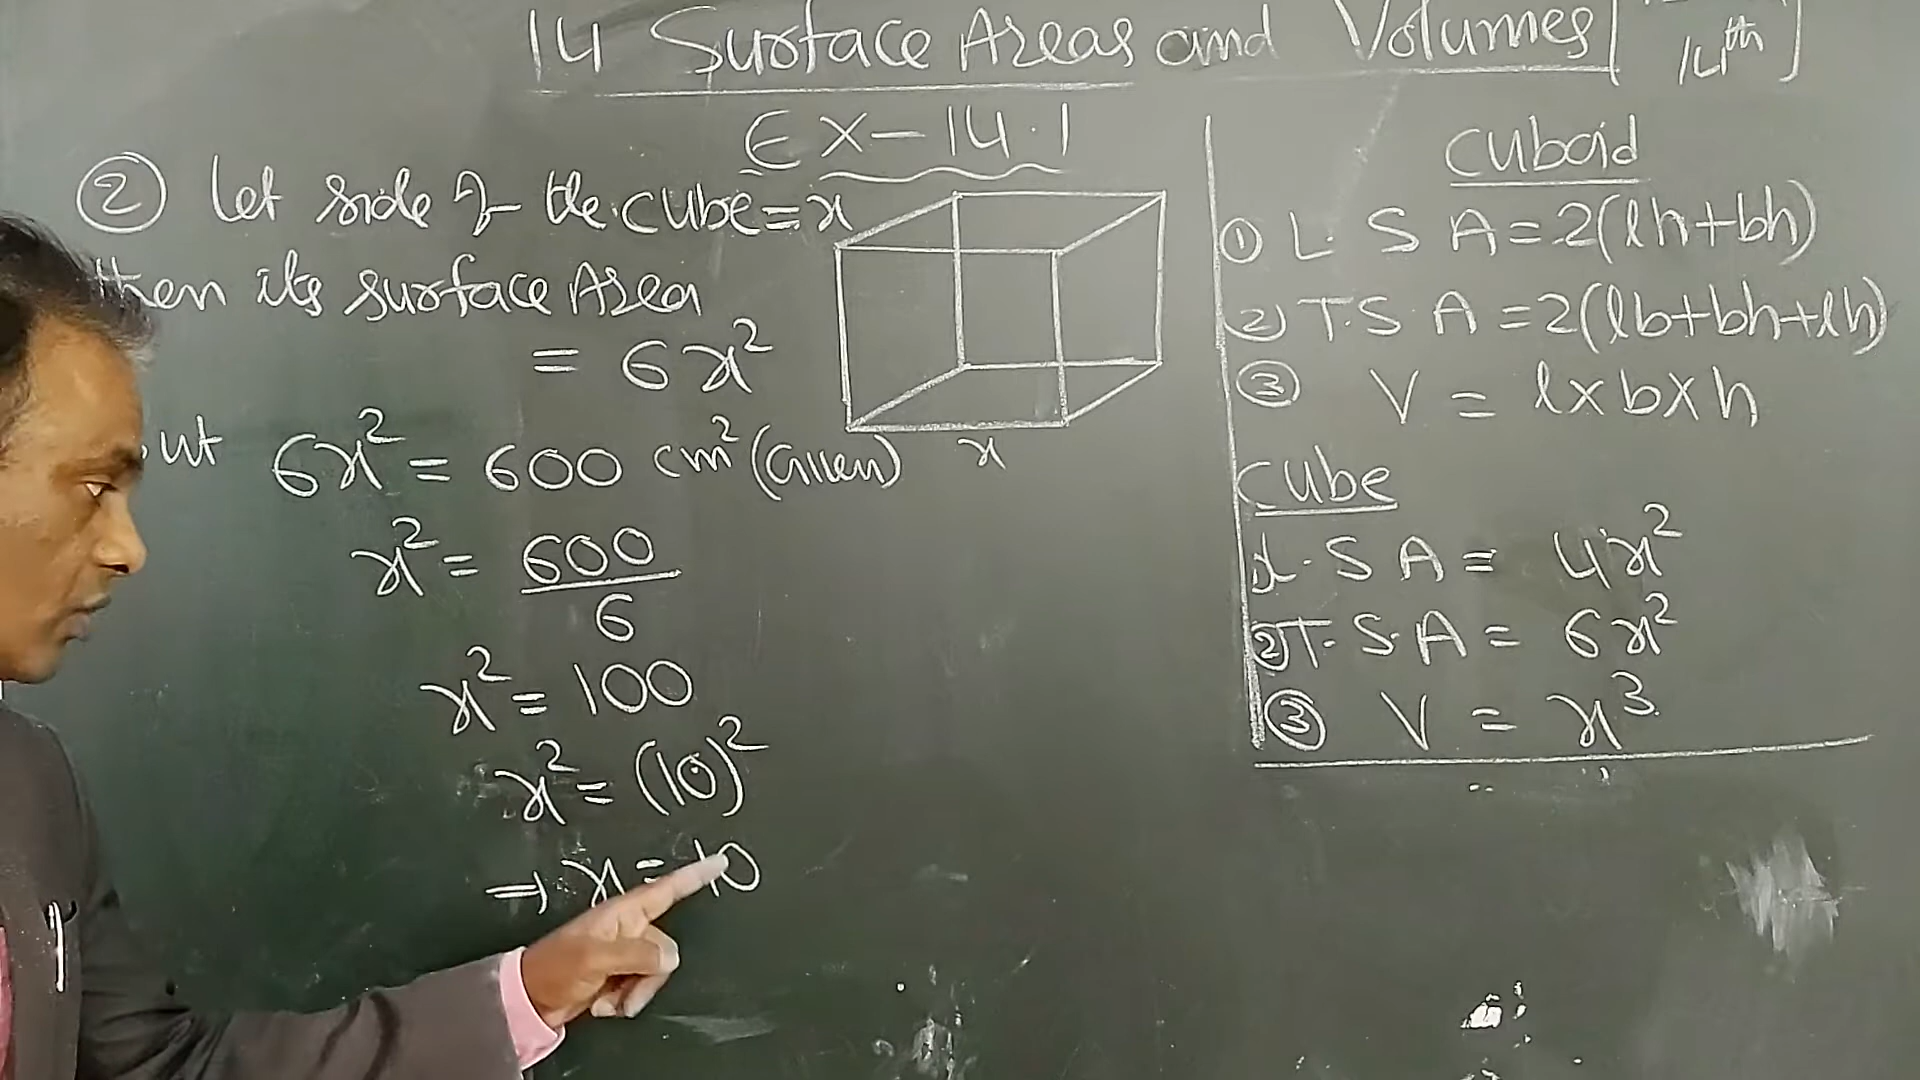 14 Surface Areas and Volumes [
14th ]
Ex-14.1
② Let side of the cube = x
then its surface Area
= 6x²
6x² = 600 cm² (Given)
x² = 600/6
x² = 100
x² = (10)²
⇒ x = 10
x
Cuboid
① L.S A = 2(lh+bh)
② T.S.A = 2(lb+bh+lh)
③ V = l×b×h
Cube
L.S A = 4x²
② T.S.A = 6x²
③ V = x³